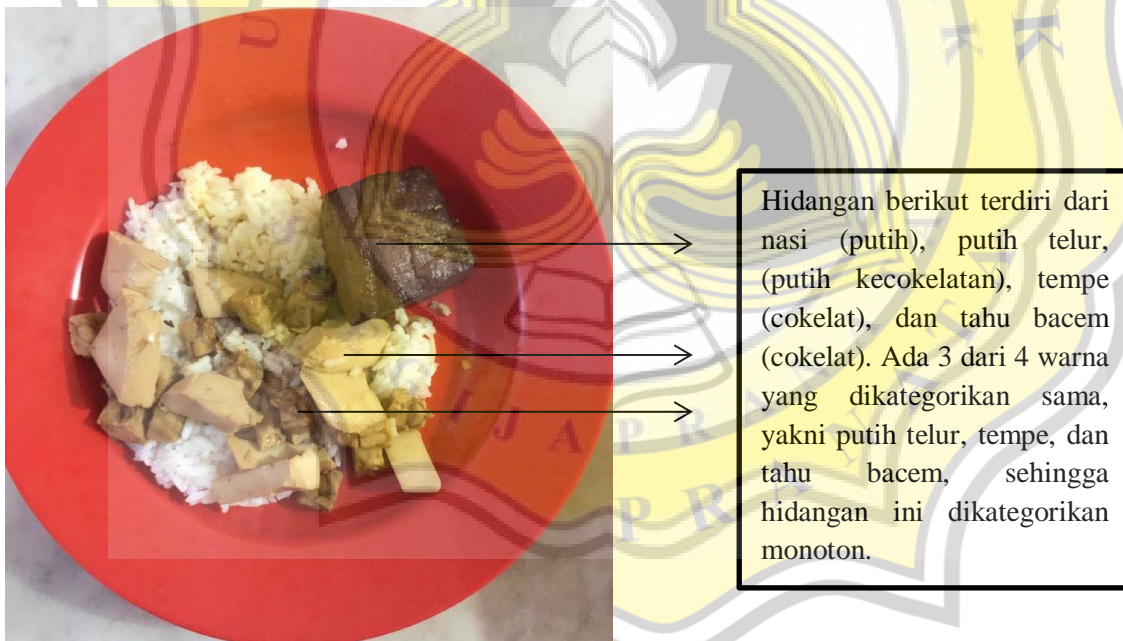 Hidangan berikut terdiri dari
nasi (putih), putih telur,
(putih kecokelatan), tempe
(cokelat), dan tahu bacem
(cokelat). Ada 3 dari 4 warna
yang dikategorikan sama,
yakni putih telur, tempe, dan
tahu bacem, sehingga
hidangan ini dikategorikan
monoton.